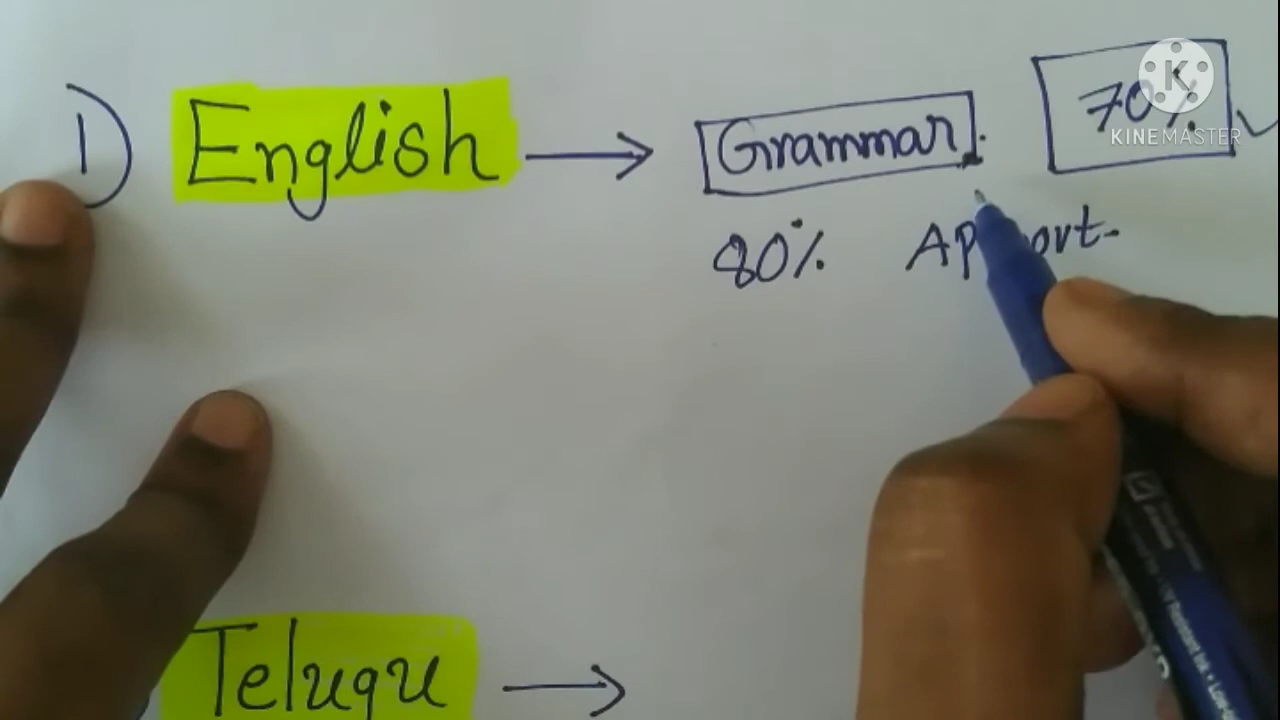 1) English → Grammar. 70%
KINEMASTER
80%
Telugu →